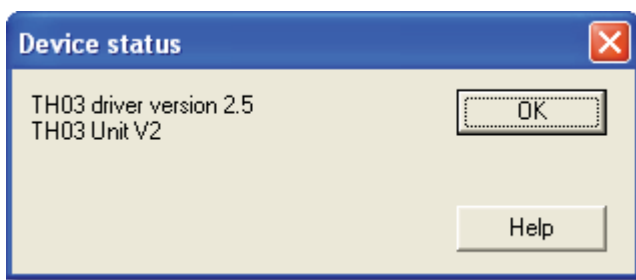 Device status
TH03 driver version 2.5
TH03 Unit V2
OK
Help